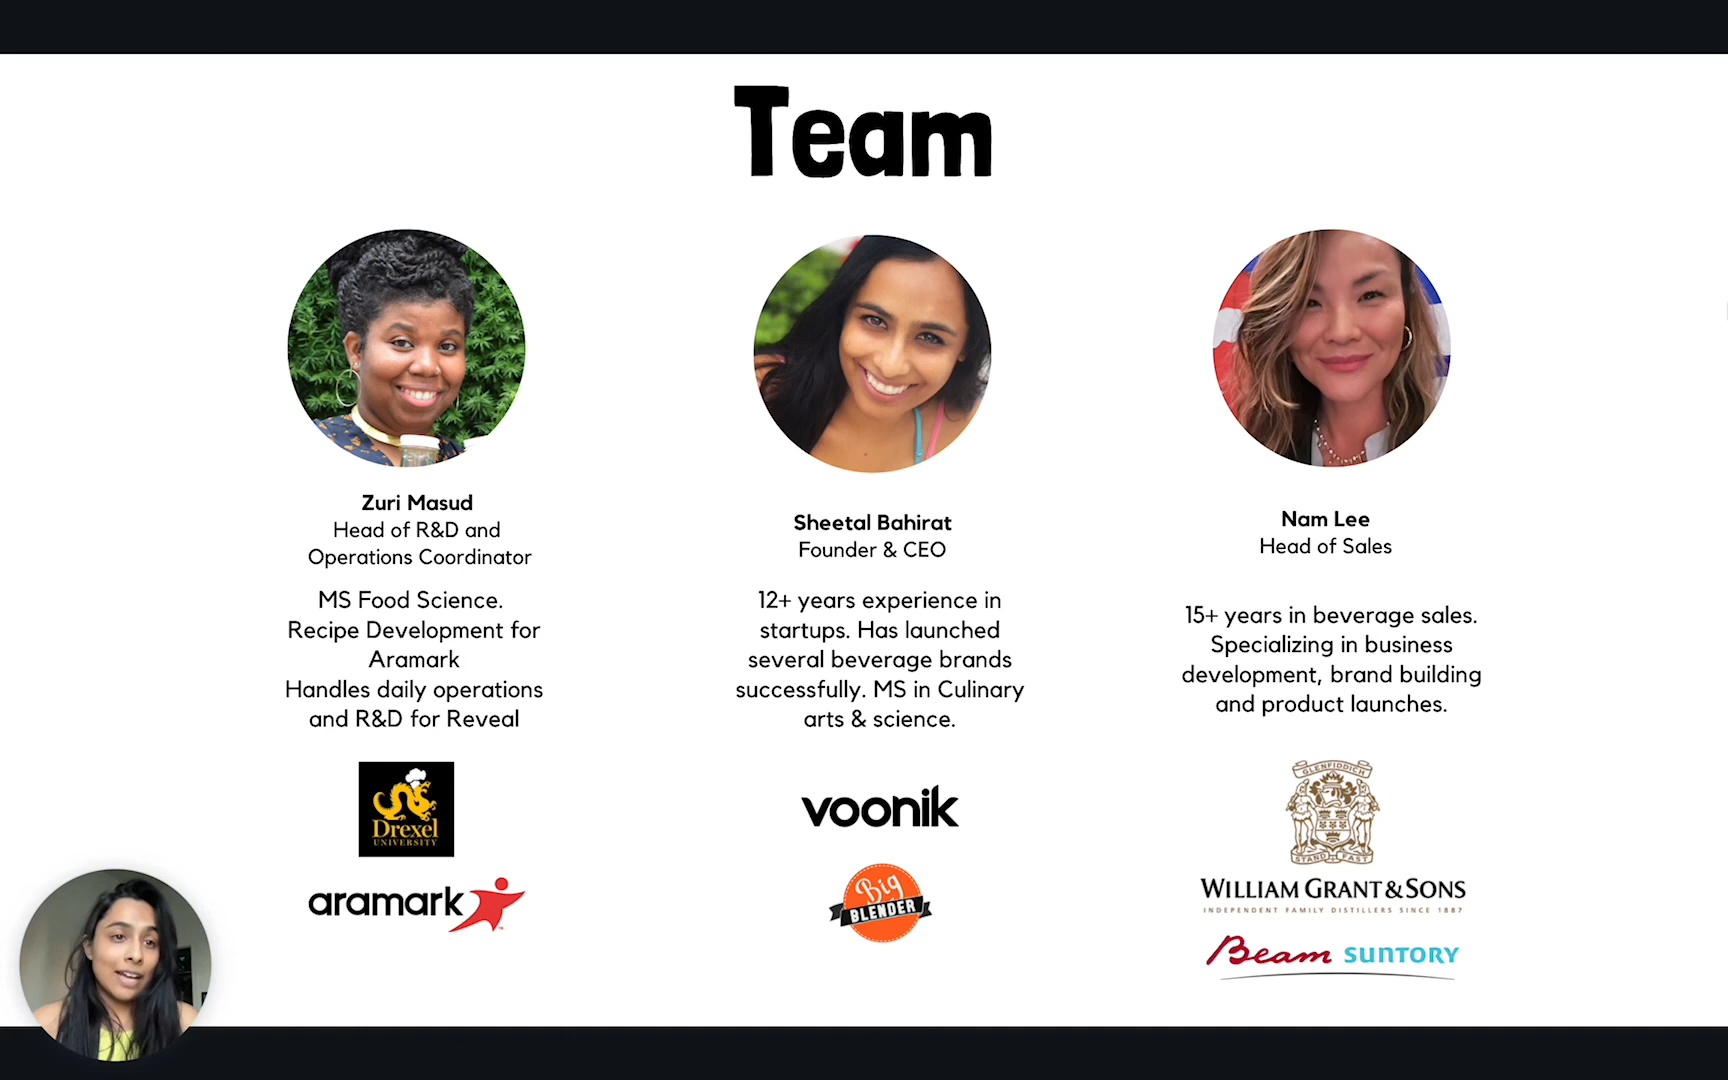 Team
Zuri Masud
Head of R&D and
Operations Coordinator
MS Food Science.
Recipe Development for
Aramark
Handles daily operations
and R&D for Reveal
Drexel
UNIVERSITY
aramark
Sheetal Bahirat
Founder & CEO
12+ years experience in
startups. Has launched
several beverage brands
successfully. MS in Culinary
arts & science.
voonik
Big
BLENDER
Nam Lee
Head of Sales
15+ years in beverage sales.
Specializing in business
development, brand building
and product launches.
GLENFIDDICH
STAND FAST
WILLIAM GRANT & SONS
INDEPENDENT FAMILY DISTILLERS SINCE 1887
Beam SUNTORY